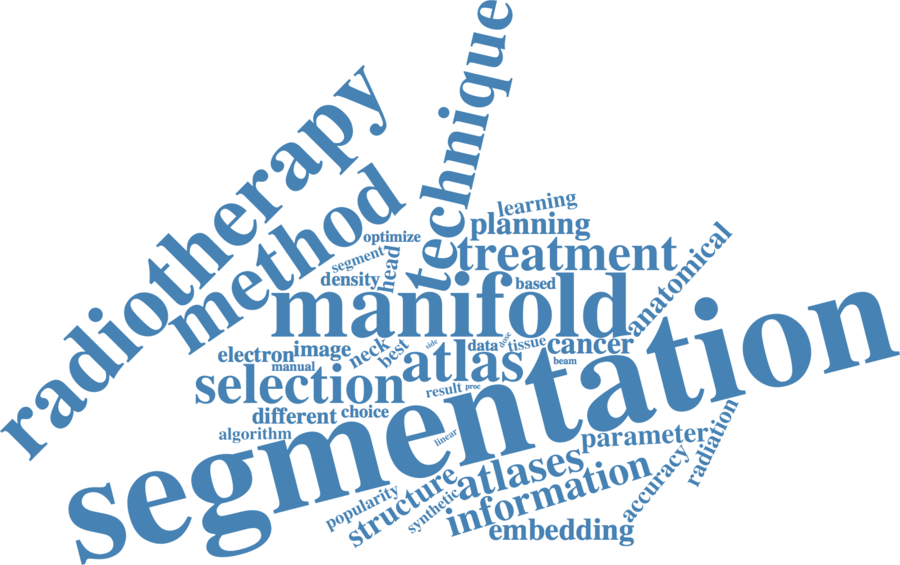 technique
radiotherapy
method
learning
planning
optimize
treatment
segment
head
density
based
anatomical
manifold
electron
image
neck
best
data
tissue
cancer
manual
atlas
beam
selection
result
proc
different
choice
algorithm
segmentation
linear
parameter
radiation
atlases
accuracy
popularity
structure
synthetic
information
embedding
side